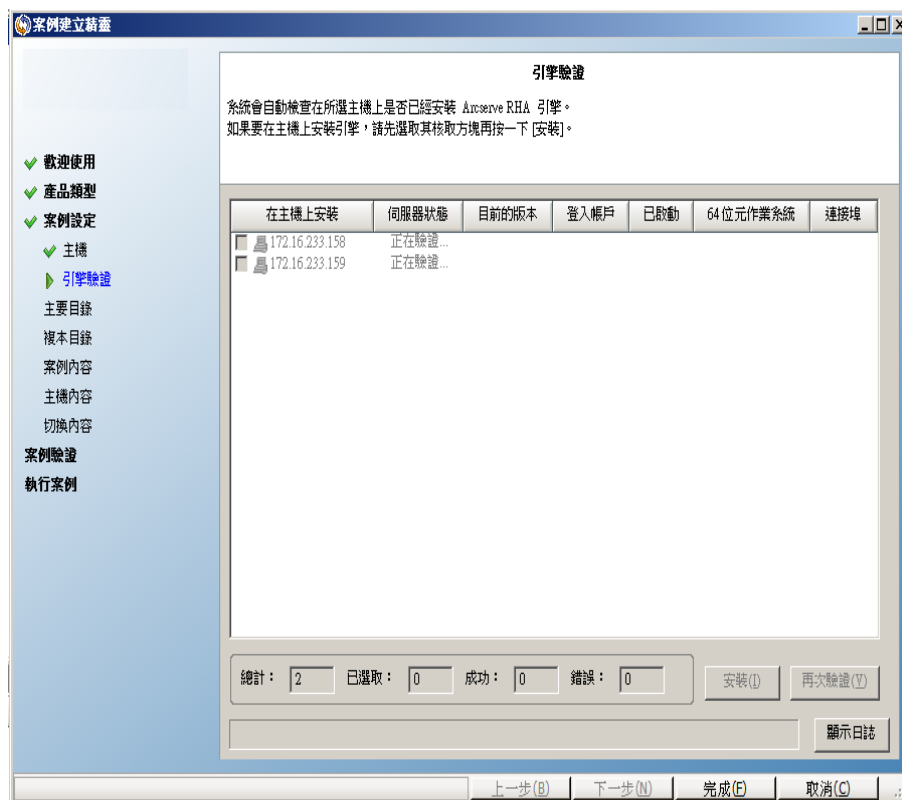 案例建立精靈
引擎驗證
系統會自動檢查在所選主機上是否已經安裝 Arcserve RHA 引擎。
如果要在主機上安裝引擎，請先選取其核取方塊再按一下 [安裝]。
歡迎使用
產品類型
案例設定
主機
引擎驗證
主要目錄
複本目錄
案例內容
主機內容
切換內容
案例驗證
執行案例
在主機上安裝 伺服器狀態 目前的版本 登入帳戶 已啟動 64 位元作業系統 連接埠
172.16.233.158 正在驗證...
172.16.233.159 正在驗證...
總計： 2 已選取： 0 成功： 0 錯誤： 0 安裝(I) 再次驗證(V)
顯示日誌
上一步(B) 下一步(N) 完成(F) 取消(C)